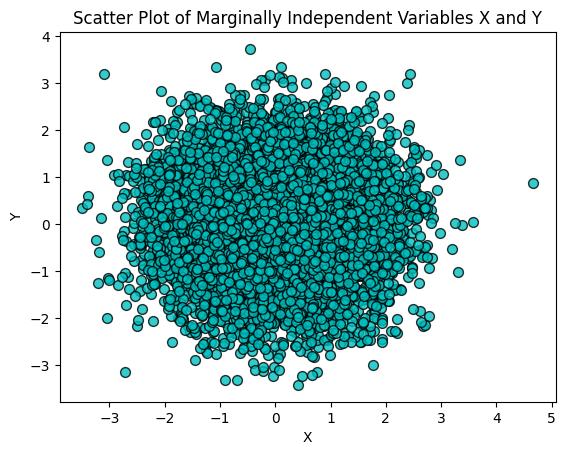 Scatter Plot of Marginally Independent Variables X and Y
4
3
2
1
0
−1
−2
−3
Y
−3 −2 −1 0 1 2 3 4 5
X